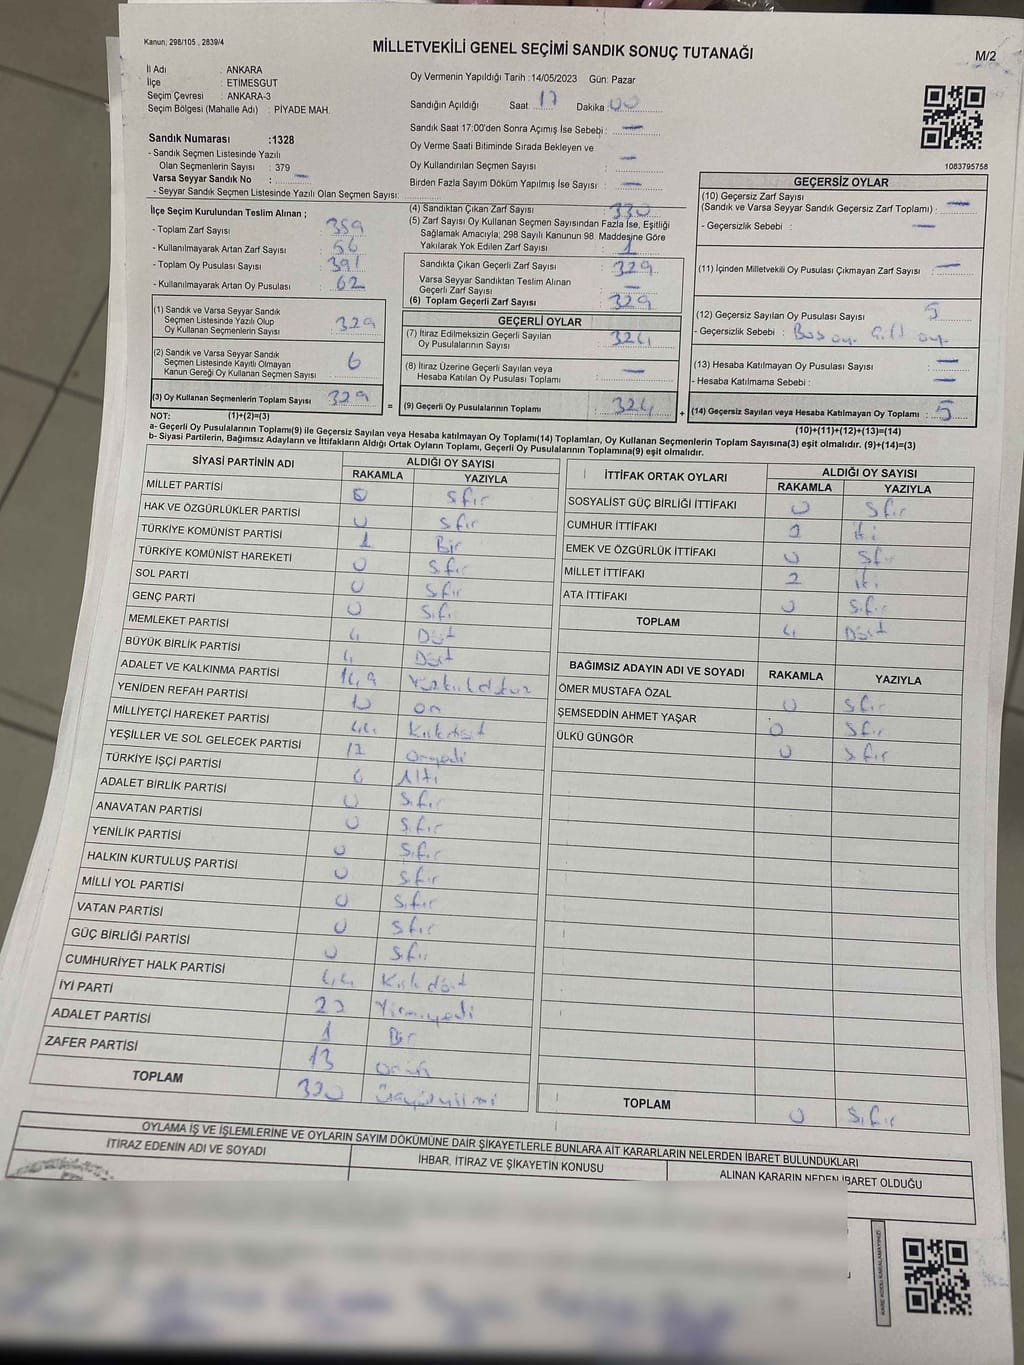 Kanun, 298/105 , 2839/4
MİLLETVEKİLİ GENEL SEÇİMİ SANDIK SONUÇ TUTANAĞI
M/2
İl Adı : ANKARA
İlçe : ETİMESGUT
Seçim Çevresi : ANKARA-3
Seçim Bölgesi (Mahalle Adı) : PİYADE MAH.
Sandık Numarası :1328
- Sandık Seçmen Listesinde Yazılı
Olan Seçmenlerin Sayısı : 379
Varsa Seyyar Sandık No : —
- Seyyar Sandık Seçmen Listesinde Yazılı Olan Seçmen Sayısı:
Oy Vermenin Yapıldığı Tarih :14/05/2023 Gün: Pazar
Sandığın Açıldığı Saat 17 Dakika 00
Sandık Saat 17:00'den Sonra Açılmış İse Sebebi : —
Oy Verme Saati Bitiminde Sırada Bekleyen ve
Oy Kullandırılan Seçmen Sayısı : —
Birden Fazla Sayım Döküm Yapılmış İse Sayısı : —
1083795758
İlçe Seçim Kurulundan Teslim Alınan ;
- Toplam Zarf Sayısı :
- Kullanılmayarak Artan Zarf Sayısı : 56
- Toplam Oy Pusulası Sayısı : 391
- Kullanılmayarak Artan Oy Pusulası : 62
(1) Sandık ve Varsa Seyyar Sandık
Seçmen Listesinde Yazılı Olup
Oy Kullanan Seçmenlerin Sayısı : 329
(2) Sandık ve Varsa Seyyar Sandık
Seçmen Listesinde Kayıtlı Olmayan
Kanun Gereği Oy Kullanan Seçmen Sayısı : 6
(3) Oy Kullanan Seçmenlerin Toplam Sayısı : 329
(4) Sandıktan Çıkan Zarf Sayısı : 330
(5) Zarf Sayısı Oy Kullanan Seçmen Sayısından Fazla İse, Eşitliği
Sağlamak Amacıyla; 298 Sayılı Kanunun 98. Maddesine Göre
Yakılarak Yok Edilen Zarf Sayısı : 1
Sandıkta Çıkan Geçerli Zarf Sayısı : 329
Varsa Seyyar Sandıktan Teslim Alınan
Geçerli Zarf Sayısı : —
(6) Toplam Geçerli Zarf Sayısı : 329
GEÇERLİ OYLAR
(7) İtiraz Edilmeksizin Geçerli Sayılan
Oy Pusulalarının Sayısı : 324
(8) İtiraz Üzerine Geçerli Sayılan veya
Hesaba Katılan Oy Pusulası Toplamı : —
= (9) Geçerli Oy Pusulalarının Toplamı : 324 +
GEÇERSİZ OYLAR
(10) Geçersiz Zarf Sayısı
(Sandık ve Varsa Seyyar Sandık Geçersiz Zarf Toplamı) : —
- Geçersizlik Sebebi : —
(11) İçinden Milletvekili Oy Pusulası Çıkmayan Zarf Sayısı : —
(12) Geçersiz Sayılan Oy Pusulası Sayısı : 5
- Geçersizlik Sebebi :
(13) Hesaba Katılmayan Oy Pusulası Sayısı : —
- Hesaba Katılmama Sebebi : —
(14) Geçersiz Sayılan veya Hesaba Katılmayan Oy Toplamı : 5
NOT: (1)+(2)=(3) (10)+(11)+(12)+(13)=(14)
a- Geçerli Oy Pusulalarının Toplamı(9) ile Geçersiz Sayılan veya Hesaba katılmayan Oy Toplamı(14) Toplamları, Oy Kullanan Seçmenlerin Toplam Sayısına(3) eşit olmalıdır. (9)+(14)=(3)
b- Siyasi Partilerin, Bağımsız Adayların ve İttifakların Aldığı Ortak Oyların Toplamı, Geçerli Oy Pusulalarının Toplamına(9) eşit olmalıdır.
SİYASİ PARTİNİN ADI ALDIĞI OY SAYISI
RAKAMLA YAZIYLA
MİLLET PARTİSİ 0 Sıfır
HAK VE ÖZGÜRLÜKLER PARTİSİ 0 Sıfır
TÜRKİYE KOMÜNİST PARTİSİ 1 Bir
TÜRKİYE KOMÜNİST HAREKETİ 0 Sıfır
SOL PARTİ 0 Sıfır
GENÇ PARTİ 0 Sıfır
MEMLEKET PARTİSİ 4 Dört
BÜYÜK BİRLİK PARTİSİ 4 Dört
ADALET VE KALKINMA PARTİSİ 149
YENİDEN REFAH PARTİSİ 10 on
MİLLİYETÇİ HAREKET PARTİSİ 44 Kırkdört
YEŞİLLER VE SOL GELECEK PARTİSİ 17 Onyedi
TÜRKİYE İŞÇİ PARTİSİ 6 Altı
ADALET BİRLİK PARTİSİ 0 Sıfır
ANAVATAN PARTİSİ 0 Sıfır
YENİLİK PARTİSİ 0 Sıfır
HALKIN KURTULUŞ PARTİSİ 0 Sıfır
MİLLİ YOL PARTİSİ 0 Sıfır
VATAN PARTİSİ 0 Sıfır
GÜÇ BİRLİĞİ PARTİSİ 0 Sıfır
CUMHURİYET HALK PARTİSİ 44 Kırkdört
İYİ PARTİ 27 Yirmiyedi
ADALET PARTİSİ 1 Bir
ZAFER PARTİSİ 13 onüç
TOPLAM 320 Üçyüzyirmi
İTTİFAK ORTAK OYLARI ALDIĞI OY SAYISI
RAKAMLA YAZIYLA
SOSYALİST GÜÇ BİRLİĞİ İTTİFAKI 0 Sıfır
CUMHUR İTTİFAKI 2 iki
EMEK VE ÖZGÜRLÜK İTTİFAKI 0 Sıfır
MİLLET İTTİFAKI 2 iki
ATA İTTİFAKI 0 Sıfır
TOPLAM 4 Dört
BAĞIMSIZ ADAYIN ADI VE SOYADI RAKAMLA YAZIYLA
ÖMER MUSTAFA ÖZAL 0 Sıfır
ŞEMSEDDİN AHMET YAŞAR 0 Sıfır
ÜLKÜ GÜNGÖR 0 Sıfır
TOPLAM 0 Sıfır
OYLAMA İŞ VE İŞLEMLERİNE VE OYLARIN SAYIM DÖKÜMÜNE DAİR ŞİKAYETLERLE BUNLARA AİT KARARLARIN NELERDEN İBARET BULUNDUKLARI
İTİRAZ EDENİN ADI VE SOYADI İHBAR, İTİRAZ VE ŞİKAYETİN KONUSU ALINAN KARARIN NEDEN İBARET OLDUĞU
KARE KODU KARALAMAYINIZ!